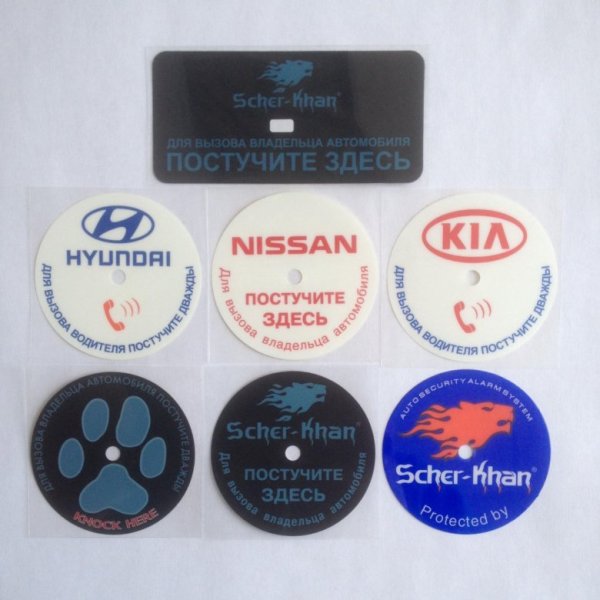 Scher-Khan®
ДЛЯ ВЫЗОВА ВЛАДЕЛЬЦА АВТОМОБИЛЯ
ПОСТУЧИТЕ ЗДЕСЬ
HYUNDAI
ДЛЯ ВЫЗОВА ВОДИТЕЛЯ ПОСТУЧИТЕ ДВАЖДЫ
NISSAN
ПОСТУЧИТЕ
ЗДЕСЬ
Для вызова владельца автомобиля
KIA
ДЛЯ ВЫЗОВА ВОДИТЕЛЯ ПОСТУЧИТЕ ДВАЖДЫ
ДЛЯ ВЫЗОВА ВЛАДЕЛЬЦА АВТОМОБИЛЯ ПОСТУЧИТЕ ДВАЖДЫ
KNOCK HERE
Scher-Khan®
ПОСТУЧИТЕ
ЗДЕСЬ
Для вызова владельца автомобиля
AUTO SECURITY ALARM SYSTEM
Scher-Khan®
Protected by